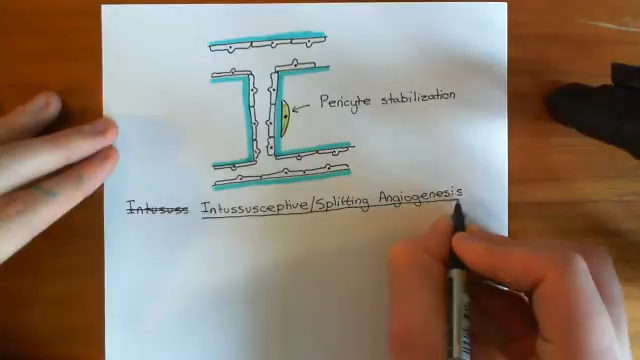 Pericyte stabilization
Intususs Intussusceptive/Splitting Angiogenesis